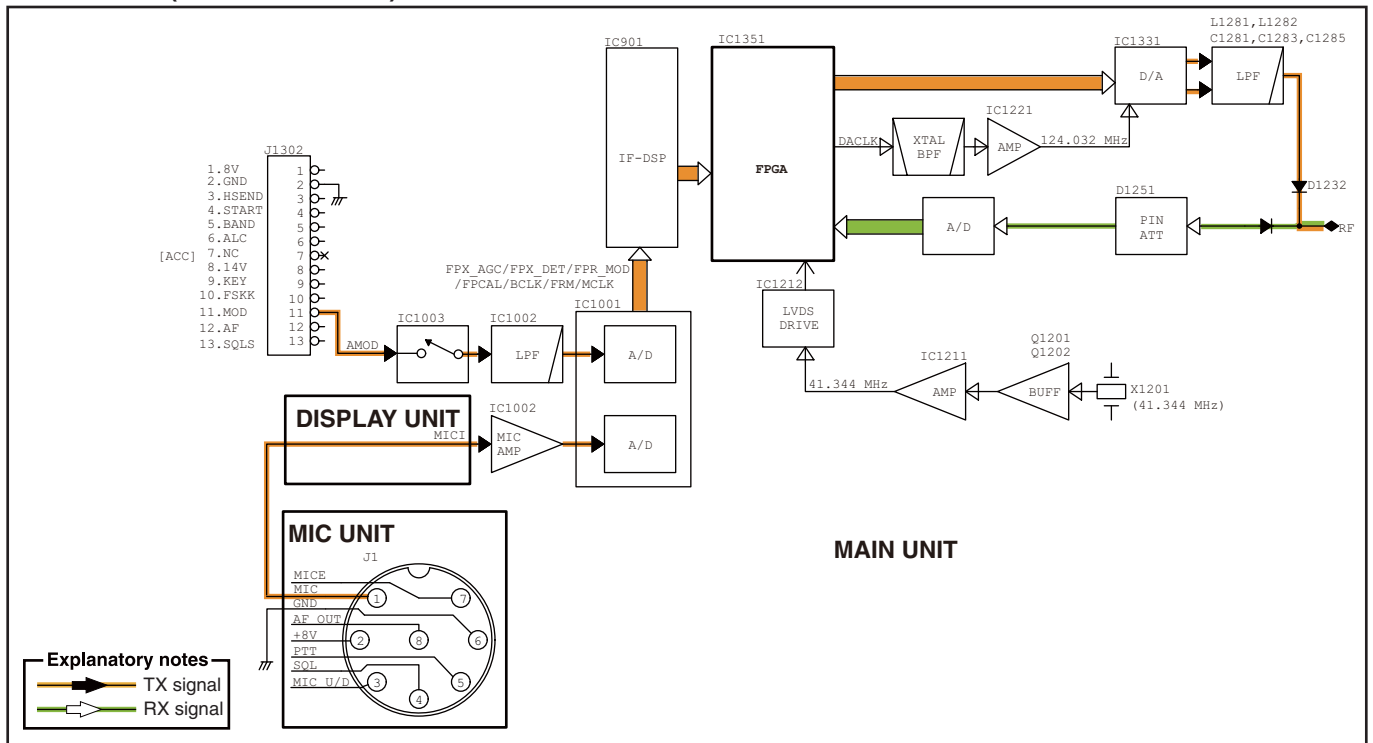 IC901
IC1351
L1281,L1282
C1281,C1283,C1285
IC1331
D/A
LPF
IC1221
IF-DSP
FPGA
DACLK
XTAL
BPF
AMP
124.032 MHz
D1232
D1251
A/D
PIN
ATT
RF
J1302
1.8V
2.GND
3.HSEND
4.START
5.BAND
6.ALC
[ACC]
7.NC
8.14V
9.KEY
10.FSKK
11.MOD
12.AF
13.SQLS
1
2
3
4
5
6
7
8
9
10
11
12
13
FPX_AGC/FPX_DET/FPR_MOD
/FPCAL/BCLK/FRM/MCLK
IC1212
LVDS
DRIVE
IC1003
IC1002
IC1001
AMOD
LPF
A/D
Q1201
Q1202
IC1211
41.344 MHz
AMP
BUFF
X1201
(41.344 MHz)
DISPLAY UNIT
MICI
IC1002
MIC
AMP
A/D
MIC UNIT
J1
MAIN UNIT
MICE
MIC
GND
AF OUT
+8V
PTT
SQL
MIC U/D
1
7
2
8
6
3
5
4
Explanatory notes
TX signal
RX signal